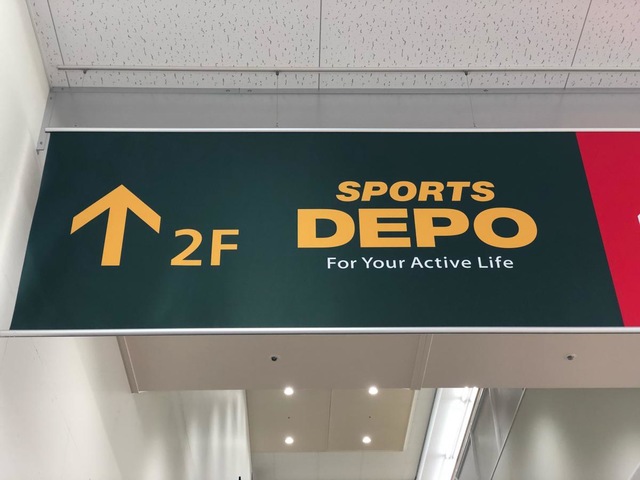 2F
SPORTS
DEPO
For Your Active Life